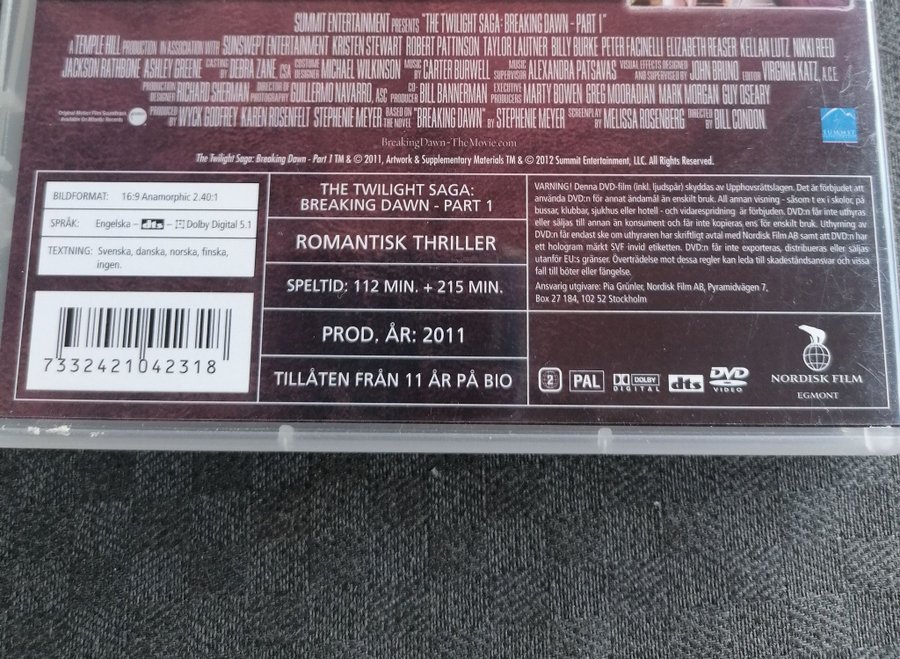 SUMMIT ENTERTAINMENT PRESENTS "THE TWILIGHT SAGA: BREAKING DAWN - PART 1"
A TEMPLE HILL PRODUCTION IN ASSOCIATION WITH SUNSWEPT ENTERTAINMENT KRISTEN STEWART ROBERT PATTINSON TAYLOR LAUTNER BILLY BURKE PETER FACINELLI ELIZABETH REASER KELLAN LUTZ NIKKI REED
JACKSON RATHBONE ASHLEY GREENE CASTING BY DEBRA ZANE, CSA COSTUME DESIGNER MICHAEL WILKINSON MUSIC BY CARTER BURWELL MUSIC SUPERVISOR ALEXANDRA PATSAVAS VISUAL EFFECTS DESIGNED AND SUPERVISED BY JOHN BRUNO EDITOR VIRGINIA KATZ, A.C.E.
PRODUCTION DESIGNER RICHARD SHERMAN DIRECTOR OF PHOTOGRAPHY GUILLERMO NAVARRO, ASC CO-PRODUCER BILL BANNERMAN EXECUTIVE PRODUCERS MARTY BOWEN GREG MOORADIAN MARK MORGAN GUY OSEARY
Original Motion Picture Soundtrack
Available On Atlantic Records
PRODUCED BY WYCK GODFREY KAREN ROSENFELT STEPHENIE MEYER BASED ON THE NOVEL "BREAKING DAWN" BY STEPHENIE MEYER SCREENPLAY BY MELISSA ROSENBERG DIRECTED BY BILL CONDON
SUMMIT
BreakingDawn-TheMovie.com
The Twilight Saga: Breaking Dawn - Part 1 TM & © 2011, Artwork & Supplementary Materials TM & © 2012 Summit Entertainment, LLC. All Rights Reserved.
BILDFORMAT: 16:9 Anamorphic 2.40:1
SPRÅK: Engelska – dts – Dolby Digital 5.1
TEXTNING: Svenska, danska, norska, finska,
ingen.
7332421042318
THE TWILIGHT SAGA:
BREAKING DAWN - PART 1
ROMANTISK THRILLER
SPELTID: 112 MIN. + 215 MIN.
PROD. ÅR: 2011
TILLÅTEN FRÅN 11 ÅR PÅ BIO
VARNING! Denna DVD-film (inkl. ljudspår) skyddas av Upphovsrättslagen. Det är förbjudet att
använda DVD:n för annat ändamål än enskilt bruk. All annan visning - såsom t ex i skolor, på
bussar, klubbar, sjukhus eller hotell - och vidarespridning är förbjuden. DVD:n får inte uthyras
eller säljas till annan än konsument och får inte kopieras ens för enskilt bruk. Uthyrning av
DVD:n får endast ske om uthyraren har skriftligt avtal med Nordisk Film AB samt att DVD:n har
ett hologram märkt SVF invid etiketten. DVD:n får inte exporteras, distribueras eller säljas
utanför EU:s gränser. Överträdelse mot dessa regler kan leda till skadeståndsansvar och vissa
fall till böter eller fängelse.
Ansvarig utgivare: Pia Grünler, Nordisk Film AB, Pyramidvägen 7,
Box 27 184, 102 52 Stockholm
2 PAL DOLBY DIGITAL dts DVD VIDEO
NORDISK FILM
EGMONT